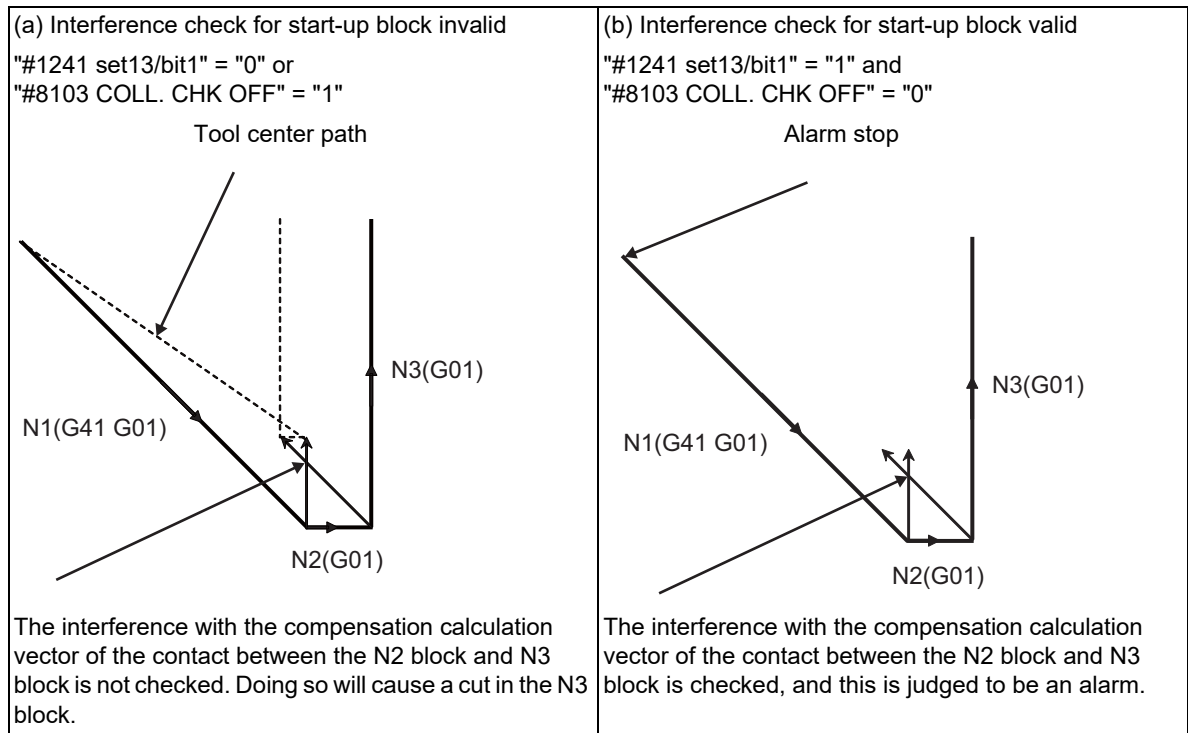 (a) Interference check for start-up block invalid
"#1241 set13/bit1" = "0" or
"#8103 COLL. CHK OFF" = "1"
Tool center path
N3(G01)
N1(G41 G01)
N2(G01)
The interference with the compensation calculation
vector of the contact between the N2 block and N3
block is not checked. Doing so will cause a cut in the N3
block.
(b) Interference check for start-up block valid
"#1241 set13/bit1" = "1" and
"#8103 COLL. CHK OFF" = "0"
Alarm stop
N3(G01)
N1(G41 G01)
N2(G01)
The interference with the compensation calculation
vector of the contact between the N2 block and N3
block is checked, and this is judged to be an alarm.